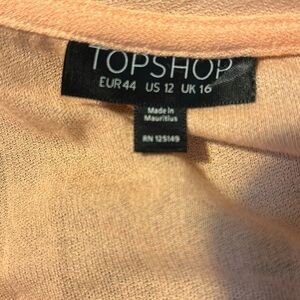 TOPSHOP
EUR 44 US 12 UK 16
Made in
Mauritius
RN 125149